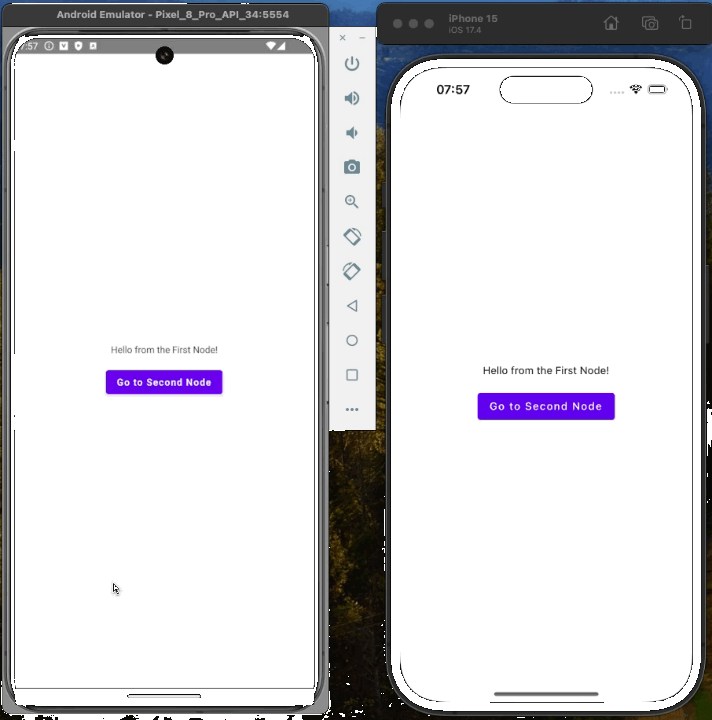 Android Emulator - Pixel_8_Pro_API_34:5554
:57
Hello from the First Node!
Go to Second Node
iPhone 15
iOS 17.4
07:57
Hello from the First Node!
Go to Second Node